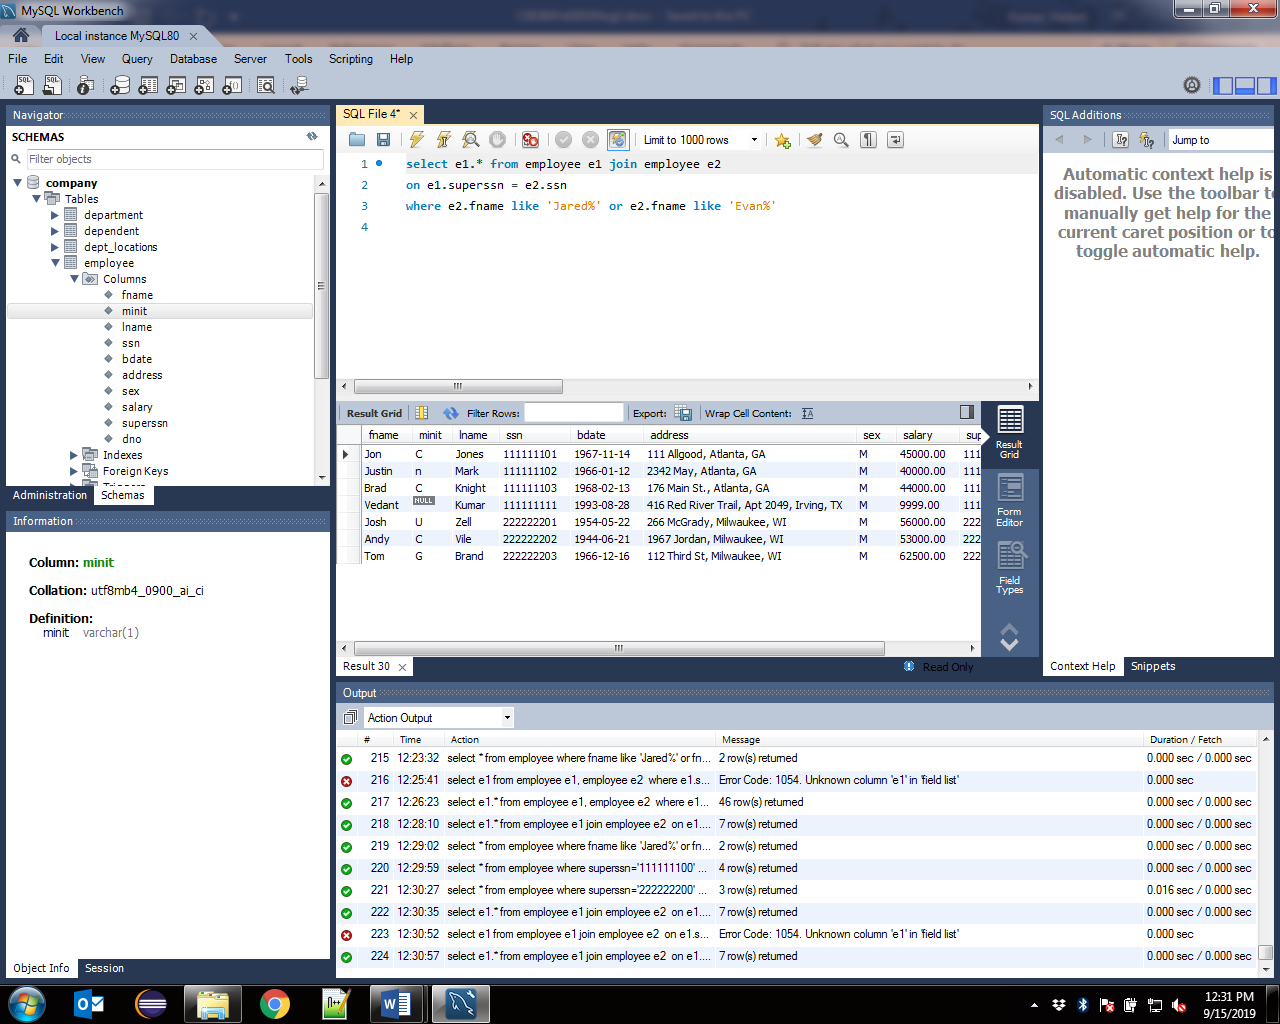 MySQL Workbench
Local instance MySQL80
File Edit View Query Database Server Tools Scripting Help
Navigator
SCHEMAS
Filter objects
company
Tables
department
dependent
dept_locations
employee
Columns
fname
minit
lname
ssn
bdate
address
sex
salary
superssn
dno
Indexes
Foreign Keys
Triggers
Administration Schemas
Information
Column: minit
Collation: utf8mb4_0900_ai_ci
Definition:
minit varchar(1)
Object Info Session
SQL File 4*
Limit to 1000 rows
1 select e1.* from employee e1 join employee e2
2 on e1.superssn = e2.ssn
3 where e2.fname like 'Jared%' or e2.fname like 'Evan%'
4
Result Grid Filter Rows: Export: Wrap Cell Content:
fname minit lname ssn bdate address sex salary sup
Jon C Jones 111111101 1967-11-14 111 Allgood, Atlanta, GA M 45000.00 111
Justin n Mark 111111102 1966-01-12 2342 May, Atlanta, GA M 40000.00 111
Brad C Knight 111111103 1968-02-13 176 Main St., Atlanta, GA M 44000.00 111
Vedant NULL Kumar 111111111 1993-08-28 416 Red River Trail, Apt 2049, Irving, TX M 9999.00 111
Josh U Zell 222222201 1954-05-22 266 McGrady, Milwaukee, WI M 56000.00 222
Andy C Vile 222222202 1944-06-21 1967 Jordan, Milwaukee, WI M 53000.00 222
Tom G Brand 222222203 1966-12-16 112 Third St, Milwaukee, WI M 62500.00 222
Result Grid
Form Editor
Field Types
Result 30
Read Only
SQL Additions
Jump to
Automatic context help is
disabled. Use the toolbar to
manually get help for the
current caret position or to
toggle automatic help.
Context Help Snippets
Output
Action Output
# Time Action Message Duration / Fetch
215 12:23:32 select * from employee where fname like 'Jared%' or fn... 2 row(s) returned 0.000 sec / 0.000 sec
216 12:25:41 select e1 from employee e1, employee e2 where e1.s... Error Code: 1054. Unknown column 'e1' in 'field list' 0.000 sec
217 12:26:23 select e1.* from employee e1, employee e2 where e1... 46 row(s) returned 0.000 sec / 0.000 sec
218 12:28:10 select e1.* from employee e1 join employee e2 on e1.... 7 row(s) returned 0.000 sec / 0.000 sec
219 12:29:02 select * from employee where fname like 'Jared%' or fn... 2 row(s) returned 0.000 sec / 0.000 sec
220 12:29:59 select * from employee where superssn='111111100' ... 4 row(s) returned 0.000 sec / 0.000 sec
221 12:30:27 select * from employee where superssn='222222200' ... 3 row(s) returned 0.016 sec / 0.000 sec
222 12:30:35 select e1.* from employee e1 join employee e2 on e1.... 7 row(s) returned 0.000 sec / 0.000 sec
223 12:30:52 select e1 from employee e1 join employee e2 on e1.s... Error Code: 1054. Unknown column 'e1' in 'field list' 0.000 sec
224 12:30:57 select e1.* from employee e1 join employee e2 on e1.... 7 row(s) returned 0.000 sec / 0.000 sec
12:31 PM
9/15/2019